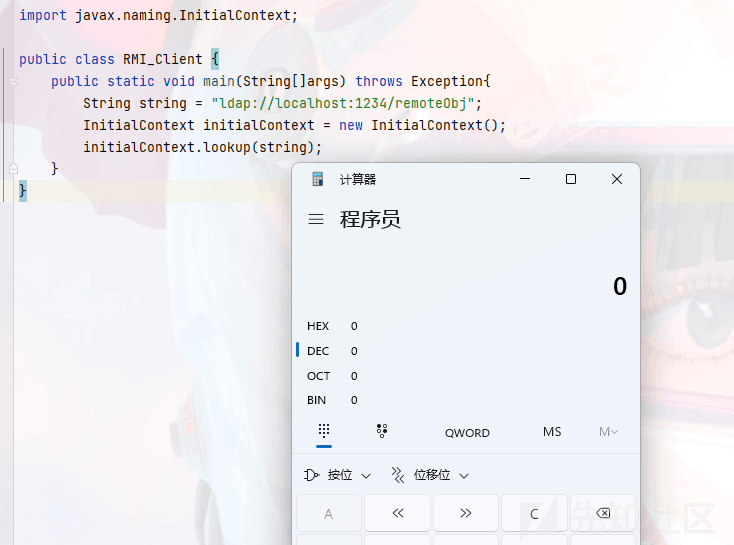 import javax.naming.InitialContext;
public class RMI_Client {
public static void main(String[]args) throws Exception{
String string = "ldap://localhost:1234/remoteObj";
InitialContext initialContext = new InitialContext();
initialContext.lookup(string);
}
}
计算器
程序员
0
HEX 0
DEC 0
OCT 0
BIN 0
QWORD MS M
按位 位移位
A « » C
先知社区